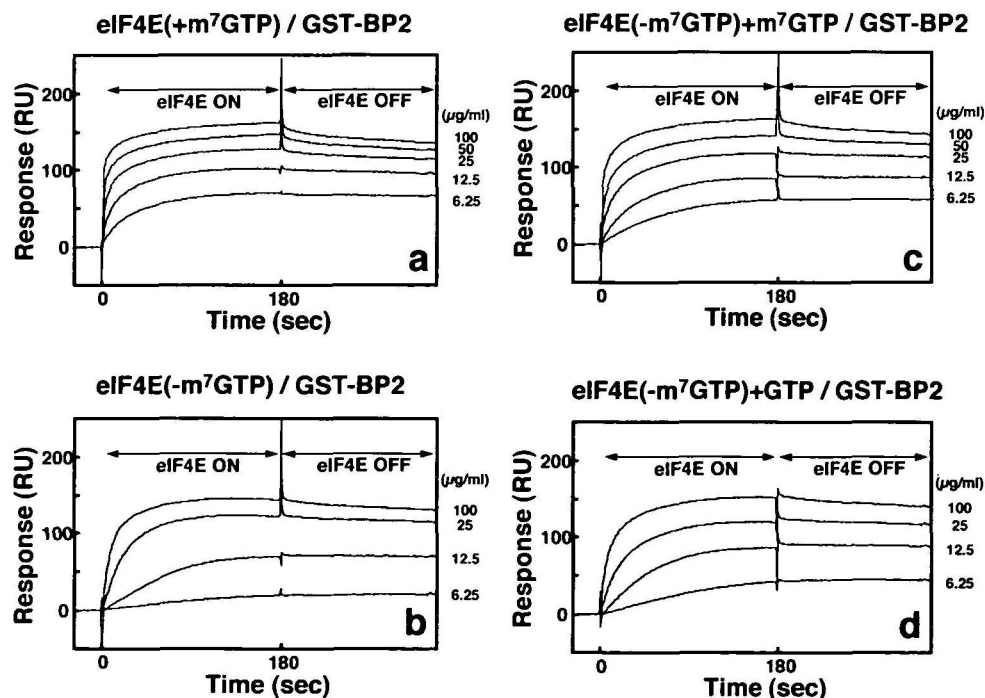 eIF4E(+m⁷GTP) / GST-BP2
Response (RU)
200
100
0
eIF4E ON
eIF4E OFF
(µg/ml)
100
50
25
12.5
6.25
a
0
180
Time (sec)
eIF4E(-m⁷GTP)+m⁷GTP / GST-BP2
Response (RU)
200
100
0
eIF4E ON
eIF4E OFF
(µg/ml)
100
50
25
12.5
6.25
c
0
180
Time (sec)
eIF4E(-m⁷GTP) / GST-BP2
Response (RU)
200
100
0
eIF4E ON
eIF4E OFF
(µg/ml)
100
25
12.5
6.25
b
0
180
Time (sec)
eIF4E(-m⁷GTP)+GTP / GST-BP2
Response (RU)
200
100
0
eIF4E ON
eIF4E OFF
(µg/ml)
100
25
12.5
6.25
d
0
180
Time (sec)